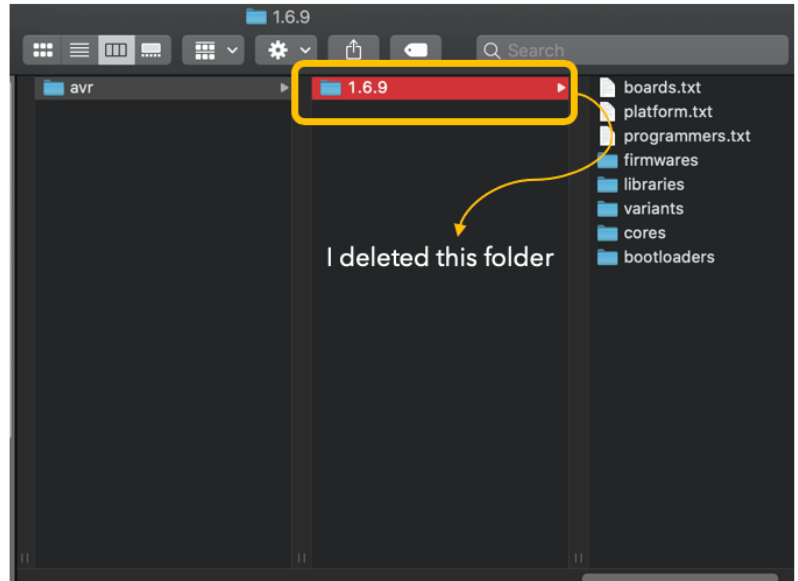 1.6.9
Search
avr
1.6.9
boards.txt
platform.txt
programmers.txt
firmwares
libraries
variants
cores
bootloaders
I deleted this folder